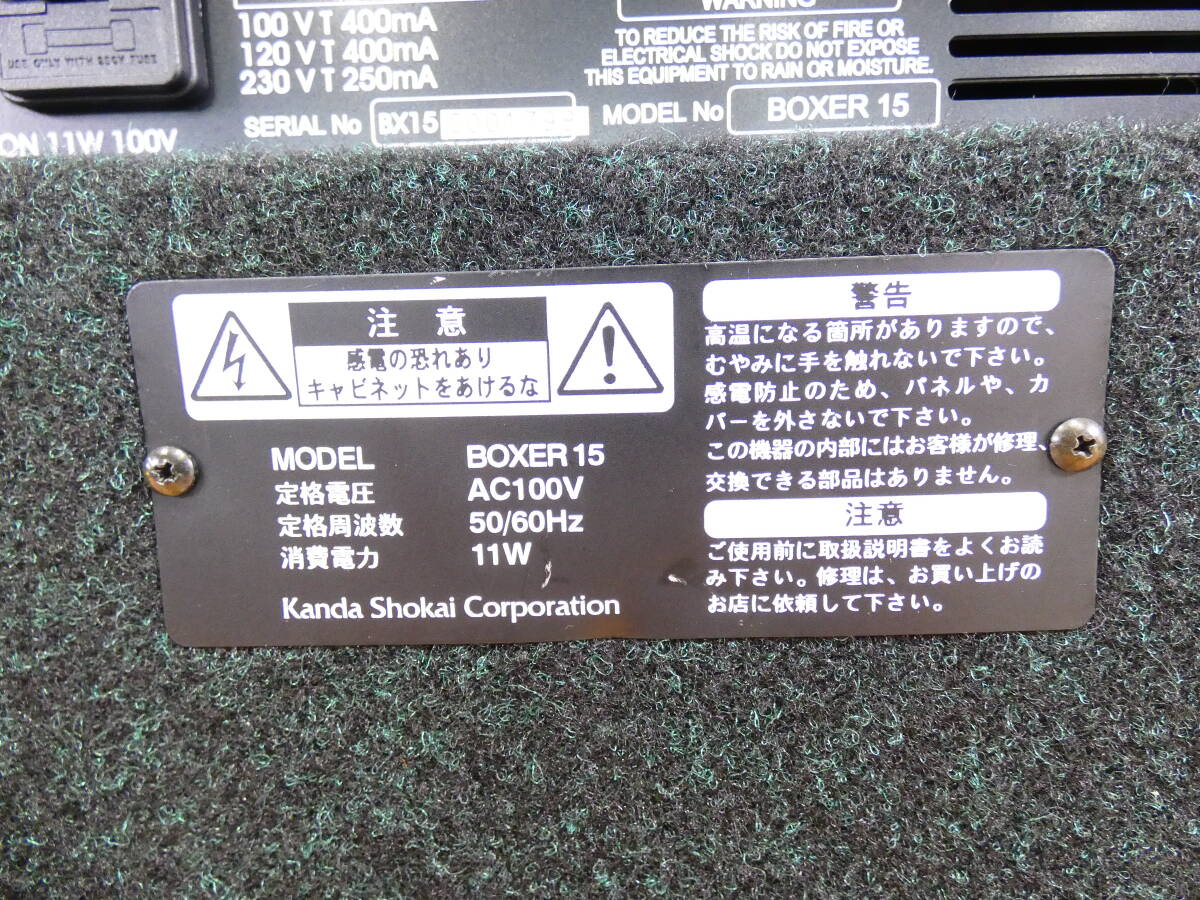 USE ONLY WITH 250V FUSE
100 V T 400mA
120 V T 400mA
230 V T 250mA
WARNING
TO REDUCE THE RISK OF FIRE OR
ELECTRICAL SHOCK DO NOT EXPOSE
THIS EQUIPMENT TO RAIN OR MOISTURE.
SERIAL No BX15
MODEL No BOXER 15
ON 11W 100V
注 意
感電の恐れあり
キャビネットをあけるな
MODEL BOXER 15
定格電圧 AC100V
定格周波数 50/60Hz
消費電力 11W
Kanda Shokai Corporation
警告
高温になる箇所がありますので、
むやみに手を触れないで下さい。
感電防止のため、パネルや、カ
バーを外さないで下さい。
この機器の内部にはお客様が修理、
交換できる部品はありません。
注意
ご使用前に取扱説明書をよくお読
み下さい。修理は、お買い上げの
お店に依頼して下さい。